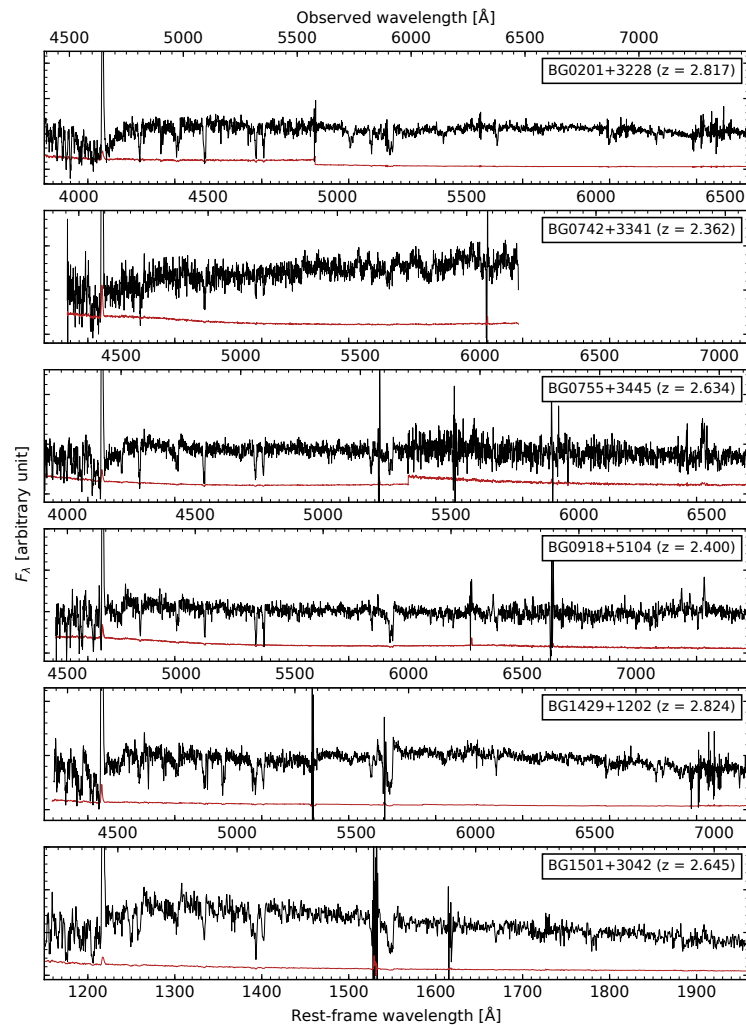 Observed wavelength [Å]
4500 5000 5500 6000 6500 7000
BG0201+3228 (z = 2.817)
4000 4500 5000 5500 6000 6500
BG0742+3341 (z = 2.362)
4500 5000 5500 6000 6500 7000
BG0755+3445 (z = 2.634)
4000 4500 5000 5500 6000 6500
BG0918+5104 (z = 2.400)
4500 5000 5500 6000 6500 7000
BG1429+1202 (z = 2.824)
4500 5000 5500 6000 6500 7000
BG1501+3042 (z = 2.645)
1200 1300 1400 1500 1600 1700 1800 1900
Rest-frame wavelength [Å]
Fλ [arbitrary unit]